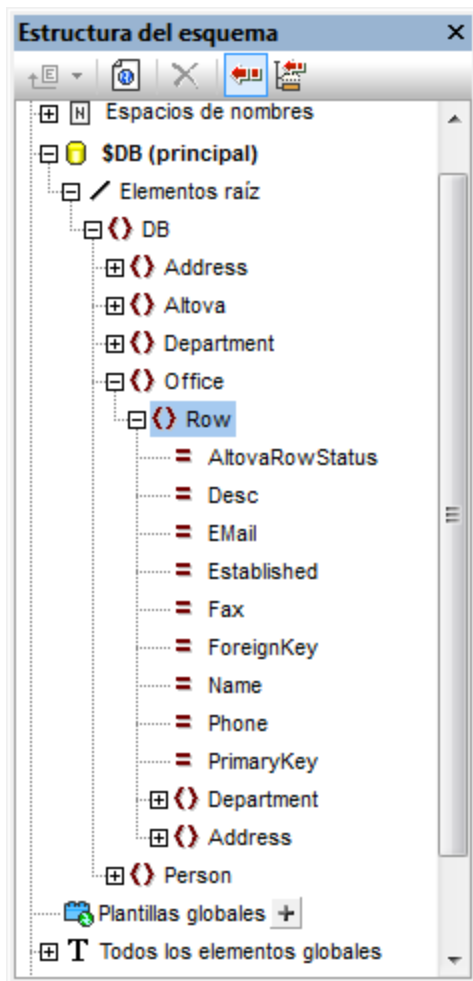 Estructura del esquema
Espacios de nombres
$DB (principal)
Elementos raíz
DB
Address
Altova
Department
Office
Row
AltovaRowStatus
Desc
EMail
Established
Fax
ForeignKey
Name
Phone
PrimaryKey
Department
Address
Person
Plantillas globales
T Todos los elementos globales